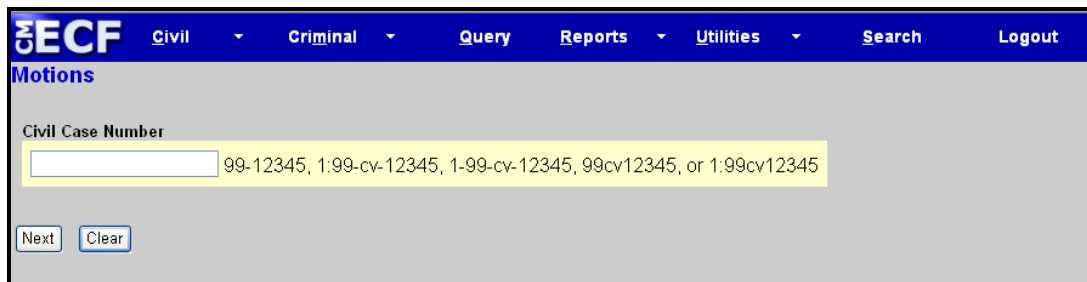 CM ECF Civil Criminal Query Reports Utilities Search Logout
Motions
Civil Case Number
99-12345, 1:99-cv-12345, 1-99-cv-12345, 99cv12345, or 1:99cv12345
Next Clear